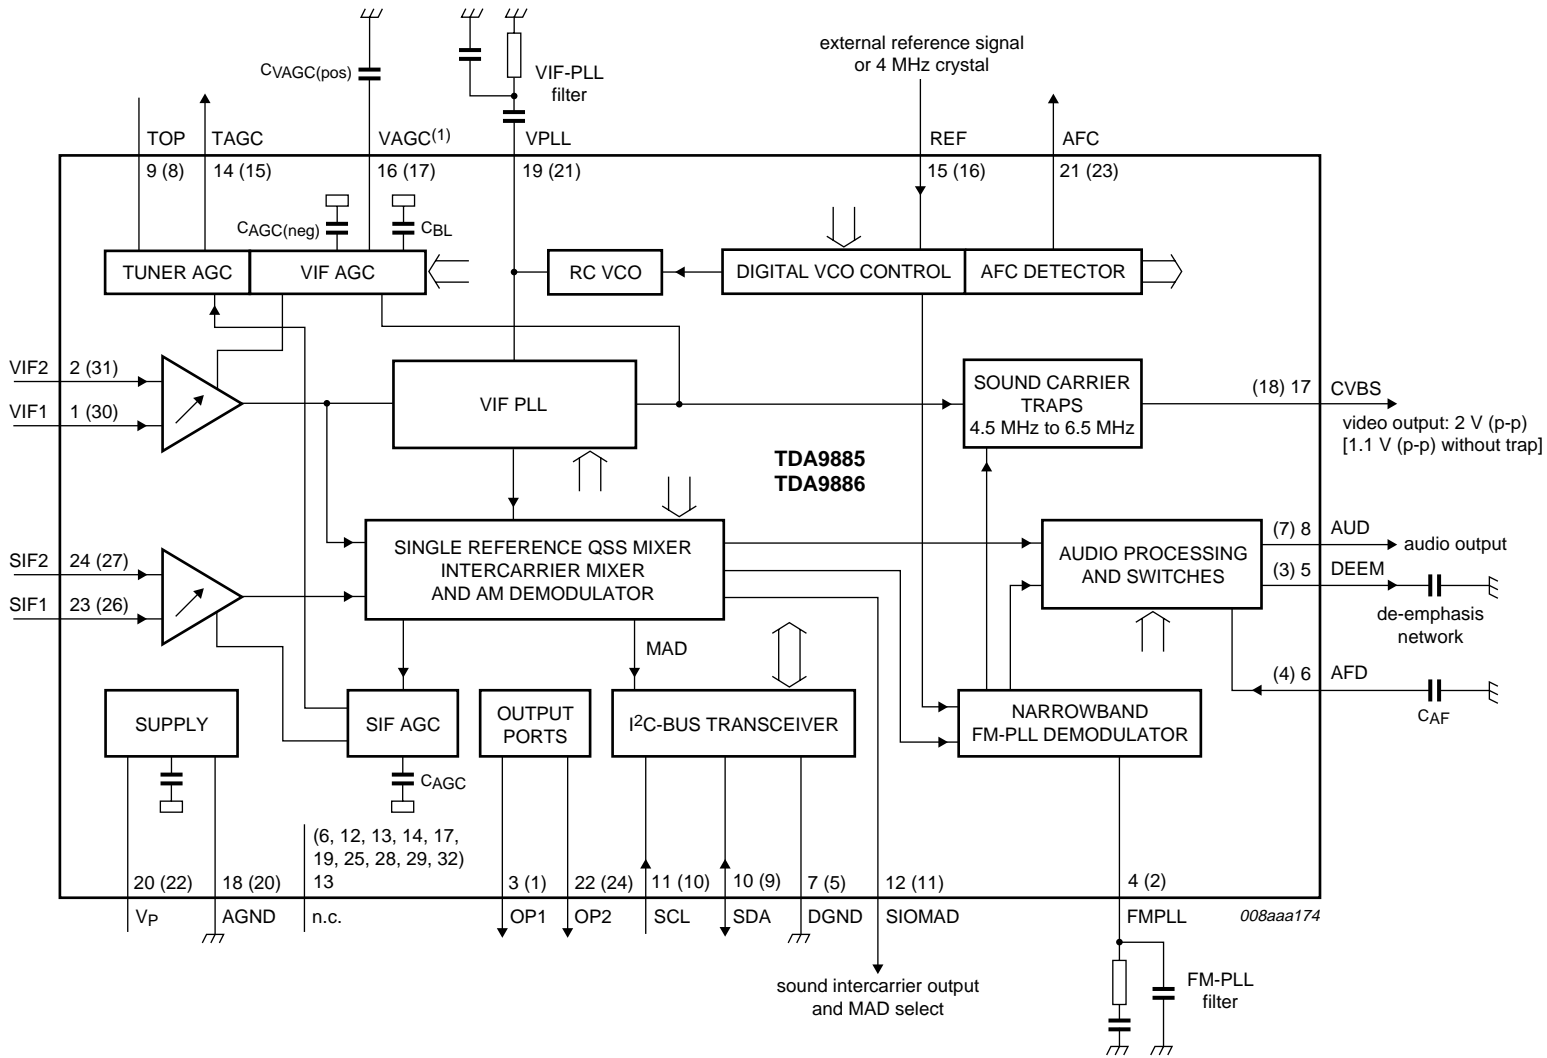 external reference signal
or 4 MHz crystal
CVAGC(pos)
VIF-PLL
filter
TOP
TAGC
VAGC(1)
VPLL
REF
AFC
9 (8)
14 (15)
16 (17)
19 (21)
15 (16)
21 (23)
CAGC(neg)
CBL
TUNER AGC
VIF AGC
RC VCO
DIGITAL VCO CONTROL
AFC DETECTOR
VIF2
2 (31)
VIF1
1 (30)
VIF PLL
SOUND CARRIER
TRAPS
4.5 MHz to 6.5 MHz
(18) 17
CVBS
video output: 2 V (p-p)
[1.1 V (p-p) without trap]
TDA9885
TDA9886
SIF2
24 (27)
SIF1
23 (26)
SINGLE REFERENCE QSS MIXER
INTERCARRIER MIXER
AND AM DEMODULATOR
AUDIO PROCESSING
AND SWITCHES
(7) 8
AUD
audio output
(3) 5
DEEM
de-emphasis
network
MAD
(4) 6
AFD
CAF
SUPPLY
SIF AGC
OUTPUT
PORTS
I2C-BUS TRANSCEIVER
NARROWBAND
FM-PLL DEMODULATOR
CAGC
(6, 12, 13, 14, 17,
19, 25, 28, 29, 32)
13
20 (22)
18 (20)
3 (1)
22 (24)
11 (10)
10 (9)
7 (5)
12 (11)
4 (2)
VP
AGND
n.c.
OP1
OP2
SCL
SDA
DGND
SIOMAD
FMPLL
008aaa174
sound intercarrier output
and MAD select
FM-PLL
filter